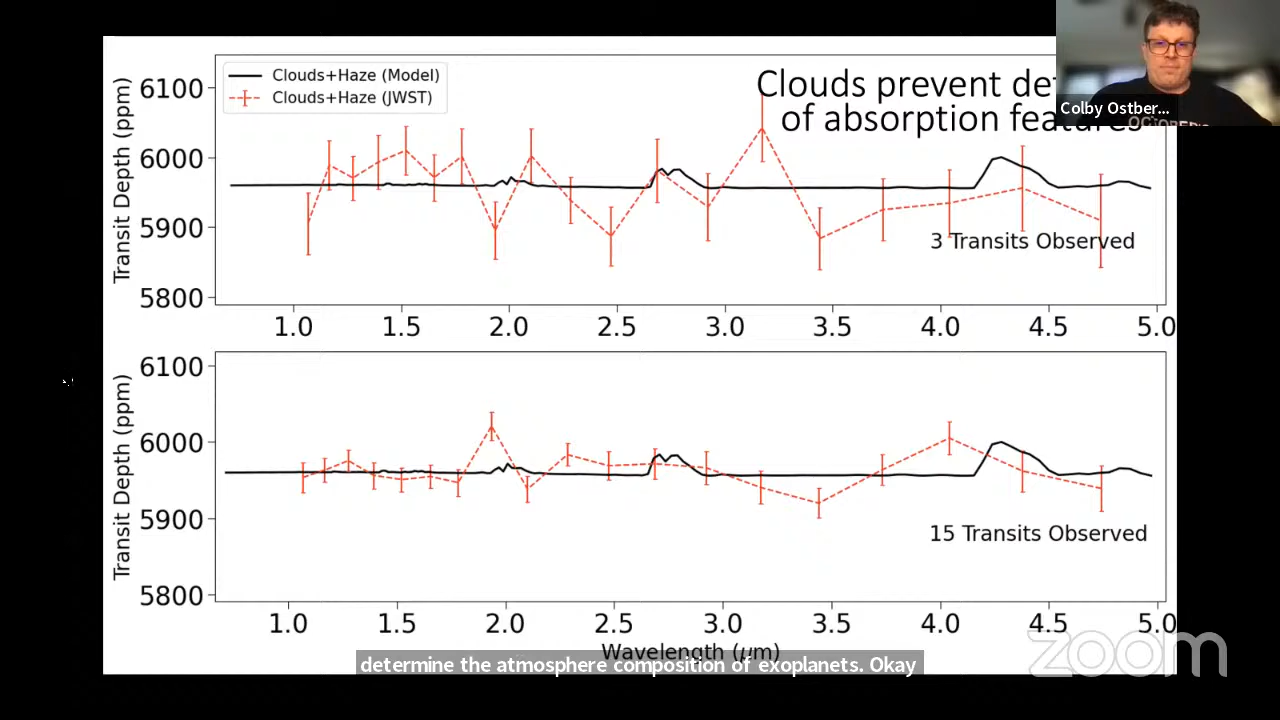 Clouds+Haze (Model)
Clouds+Haze (JWST)
Clouds prevent
of absorption features
Colby Ostber...
Transit Depth (ppm)
6100
6000
5900
5800
3 Transits Observed
1.0 1.5 2.0 2.5 3.0 3.5 4.0 4.5 5.0
Transit Depth (ppm)
6100
6000
5900
5800
15 Transits Observed
1.0 1.5 2.0 2.5 3.0 3.5 4.0 4.5 5.0
Wavelength (μm)
zoom
determine the atmosphere composition of exoplanets. Okay